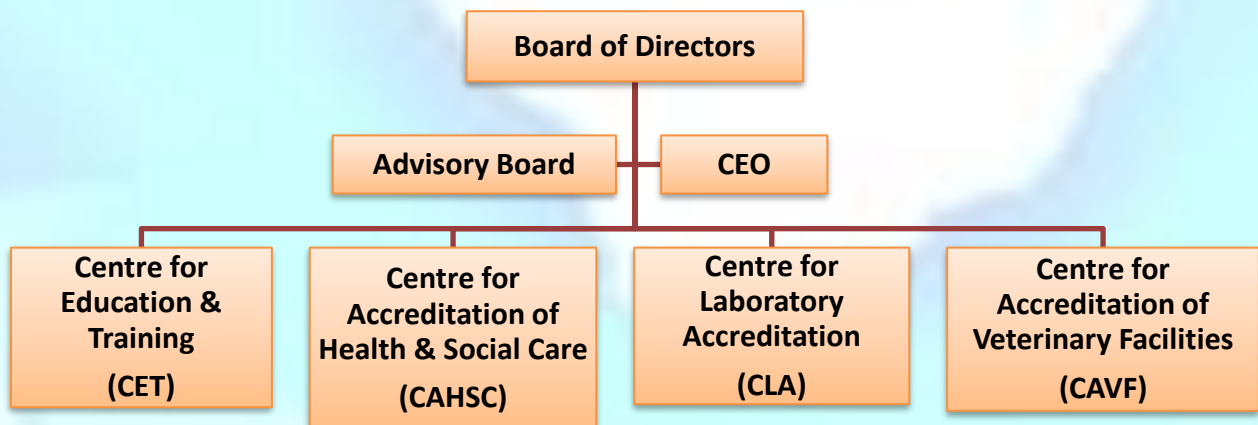 Board of Directors
Advisory Board
CEO
Centre for
Education &
Training
(CET)
Centre for
Accreditation of
Health & Social Care
(CAHSC)
Centre for
Laboratory
Accreditation
(CLA)
Centre for
Accreditation of
Veterinary Facilities
(CAVF)